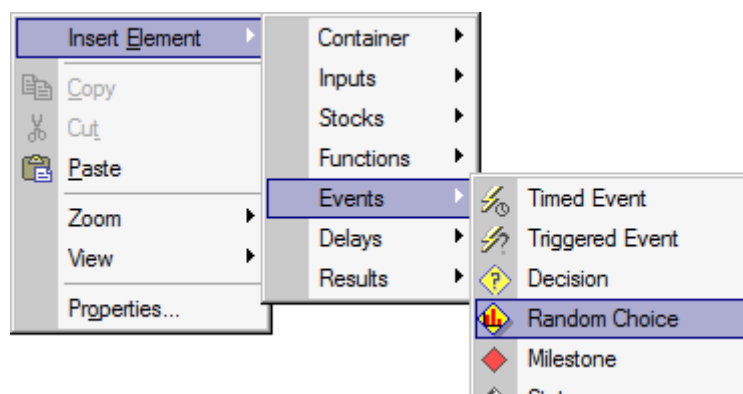 Insert Element
Copy
Cut
Paste
Zoom
View
Properties...
Container
Inputs
Stocks
Functions
Events
Delays
Results
Timed Event
Triggered Event
Decision
Random Choice
Milestone